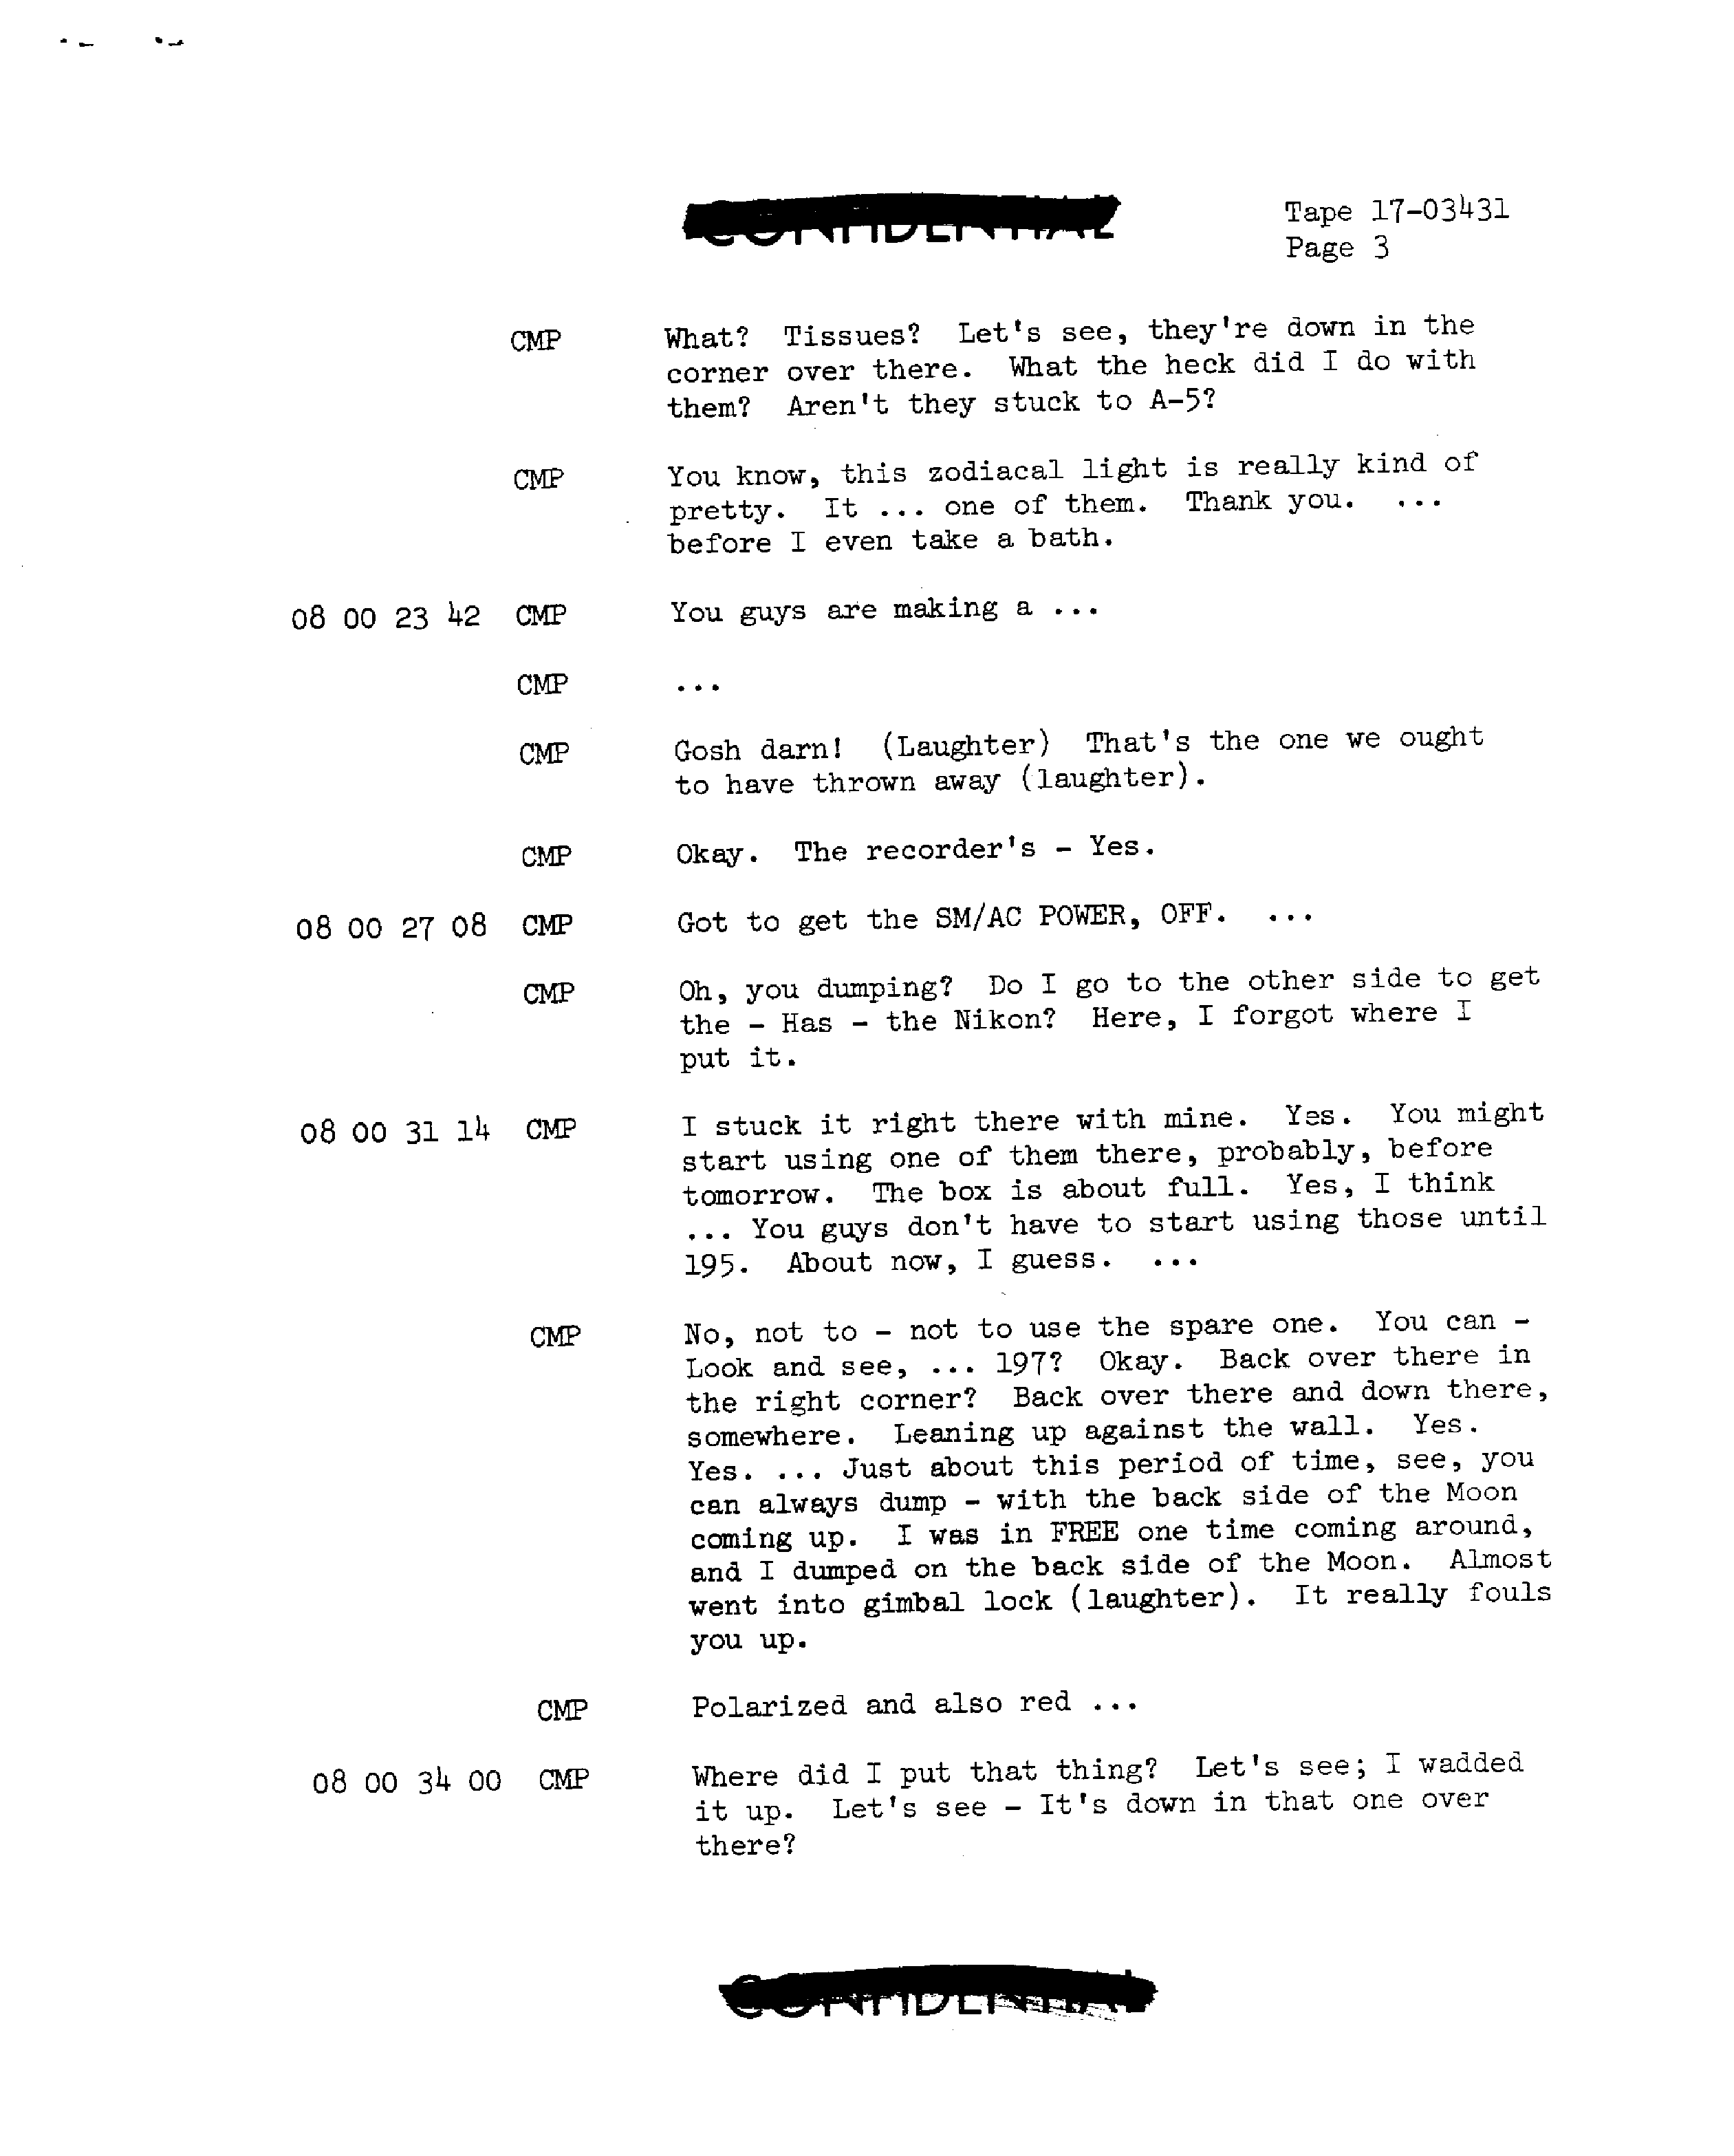 CONFIDENTIAL
Tape 17-03431
Page 3
CMP What? Tissues? Let's see, they're down in the
corner over there. What the heck did I do with
them? Aren't they stuck to A-5?
CMP You know, this zodiacal light is really kind of
pretty. It ... one of them. Thank you. ...
before I even take a bath.
08 00 23 42 CMP You guys are making a ...
CMP ...
CMP Gosh darn! (Laughter) That's the one we ought
to have thrown away (laughter).
CMP Okay. The recorder's - Yes.
08 00 27 08 CMP Got to get the SM/AC POWER, OFF. ...
CMP Oh, you dumping? Do I go to the other side to get
the - Has - the Nikon? Here, I forgot where I
put it.
08 00 31 14 CMP I stuck it right there with mine. Yes. You might
start using one of them there, probably, before
tomorrow. The box is about full. Yes, I think
... You guys don't have to start using those until
195. About now, I guess. ...
CMP No, not to - not to use the spare one. You can -
Look and see, ... 197? Okay. Back over there in
the right corner? Back over there and down there,
somewhere. Leaning up against the wall. Yes.
Yes. ... Just about this period of time, see, you
can always dump - with the back side of the Moon
coming up. I was in FREE one time coming around,
and I dumped on the back side of the Moon. Almost
went into gimbal lock (laughter). It really fouls
you up.
CMP Polarized and also red ...
08 00 34 00 CMP Where did I put that thing? Let's see; I wadded
it up. Let's see - It's down in that one over
there?
CONFIDENTIAL